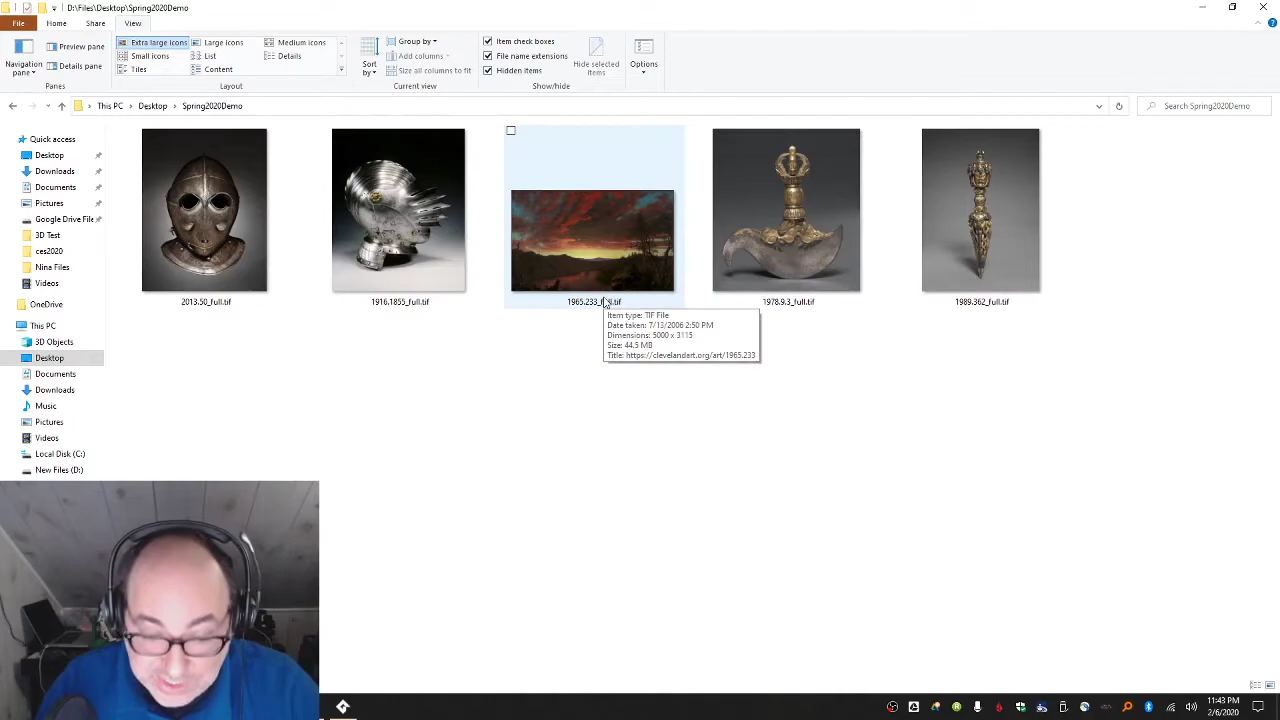 D:\Files\Desktop\Spring2020Demo
File Home Share View
Navigation pane
Preview pane
Details pane
Panes
Extra large icons Large icons Medium icons
Small icons List Details
Tiles Content
Layout
Sort by
Group by
Add columns
Size all columns to fit
Current view
Item check boxes
File name extensions
Hidden items
Hide selected items
Show/hide
Options
This PC Desktop Spring2020Demo
Search Spring2020Demo
Quick access
Desktop
Downloads
Documents
Pictures
Google Drive File
3D Test
ces2020
Nina Files
Videos
OneDrive
This PC
3D Objects
Desktop
Documents
Downloads
Music
Pictures
Videos
Local Disk (C:)
New Files (D:)
2013.50_full.tif
1916.1855_full.tif
1965.233_full.tif
1978.9.3_full.tif
1989.362_full.tif
Item type: TIF File
Date taken: 7/13/2006 2:50 PM
Dimensions: 5000 x 3115
Size: 44.5 MB
Title: https://clevelandart.org/art/1965.233
11:43 PM
2/6/2020